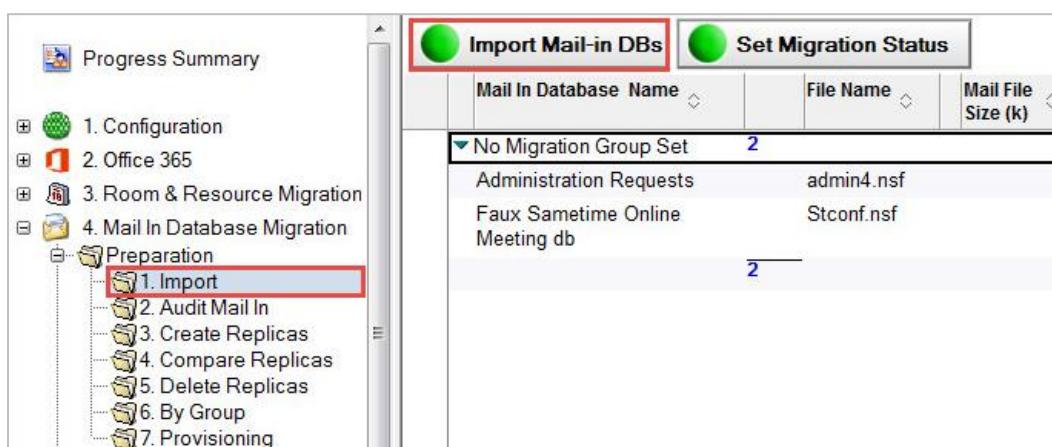 Progress Summary
1. Configuration
2. Office 365
3. Room & Resource Migration
4. Mail In Database Migration
Preparation
1. Import
2. Audit Mail In
3. Create Replicas
4. Compare Replicas
5. Delete Replicas
6. By Group
7. Provisioning
Import Mail-in DBs Set Migration Status
Mail In Database Name File Name Mail File
Size (k)
No Migration Group Set 2
Administration Requests admin4.nsf
Faux Sametime Online Stconf.nsf
Meeting db
2